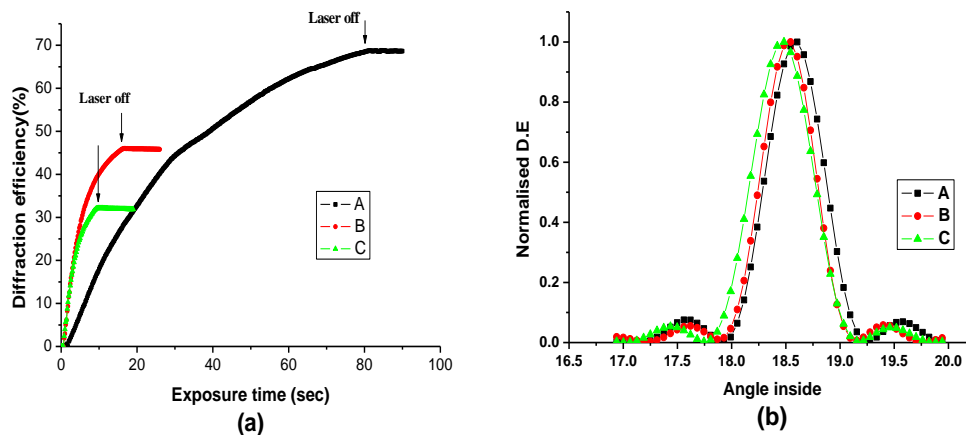 Laser off
70
60
50
40
30
20
10
0
Laser off
A
B
C
Diffraction efficiency(%)
0 20 40 60 80 100
Exposure time (sec)
(a)
1.0
0.8
0.6
0.4
0.2
0.0
A
B
C
Normalised D.E
16.5 17.0 17.5 18.0 18.5 19.0 19.5 20.0
Angle inside
(b)